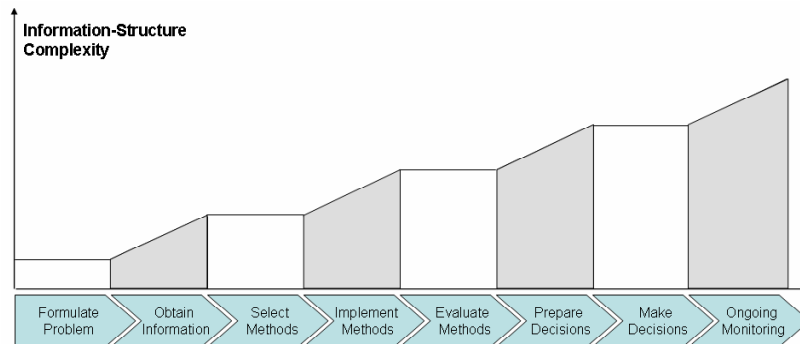 Information-Structure
Complexity
Formulate
Problem
Obtain
Information
Select
Methods
Implement
Methods
Evaluate
Methods
Prepare
Decisions
Make
Decisions
Ongoing
Monitoring